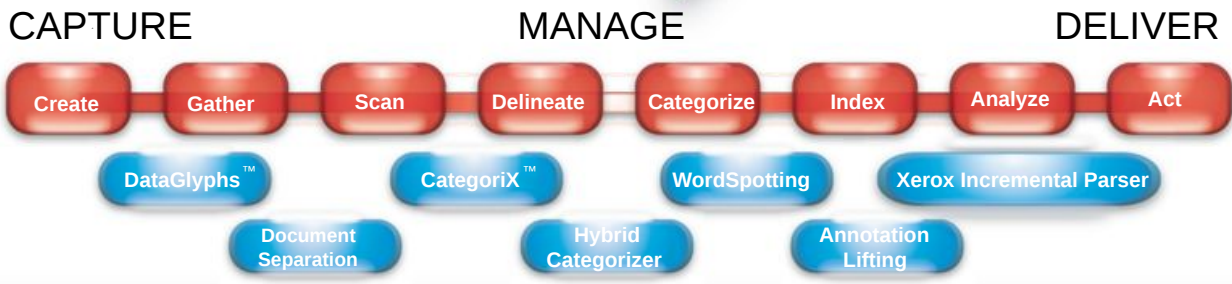 CAPTURE MANAGE DELIVER
Create Gather Scan Delineate Categorize Index Analyze Act
DataGlyphs™ CategoriX™ WordSpotting Xerox Incremental Parser
Document Separation
Hybrid Categorizer
Annotation Lifting